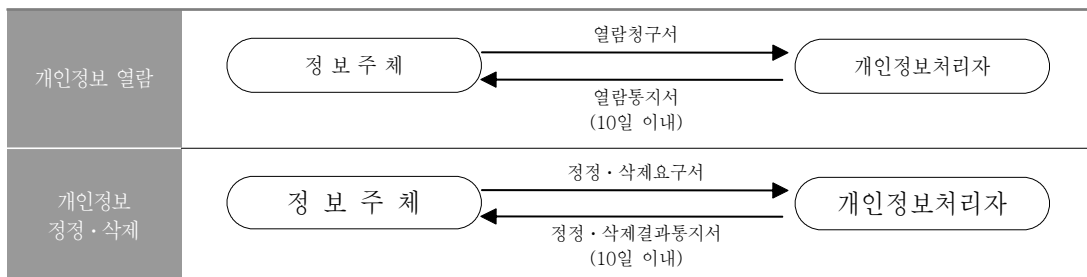 개인정보 열람
정 보 주 체
열람청구서
열람통지서
(10일 이내)
개인정보처리자
개인정보
정정・삭제
정 보 주 체
정정・삭제요구서
정정・삭제결과통지서
(10일 이내)
개인정보처리자